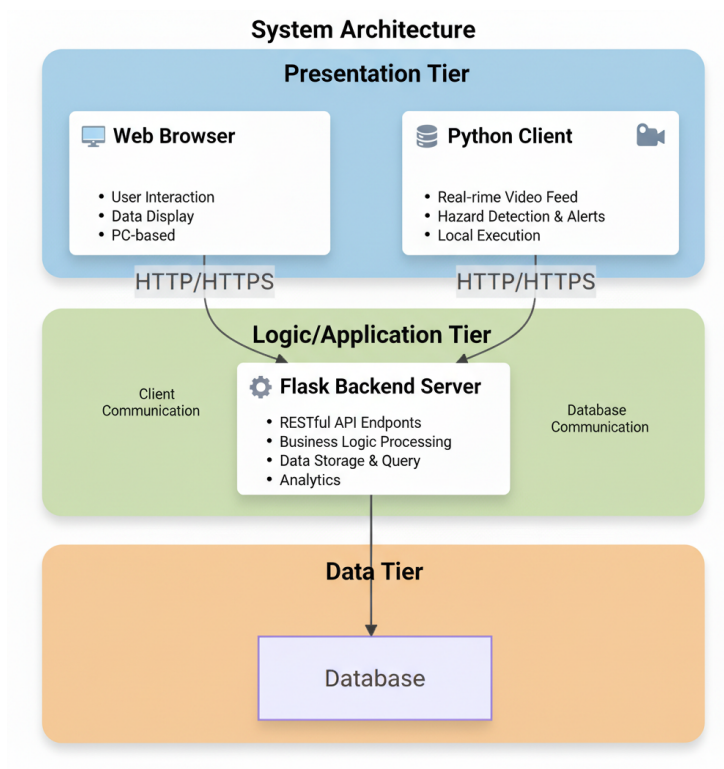 System Architecture
Presentation Tier
Web Browser
• User Interaction
• Data Display
• PC-based
Python Client
• Real-rime Video Feed
• Hazard Detection & Alerts
• Local Execution
HTTP/HTTPS
HTTP/HTTPS
Logic/Application Tier
Client
Communication
Flask Backend Server
• RESTful API Endponts
• Business Logic Processing
• Data Storage & Query
• Analytics
Database
Communication
Data Tier
Database